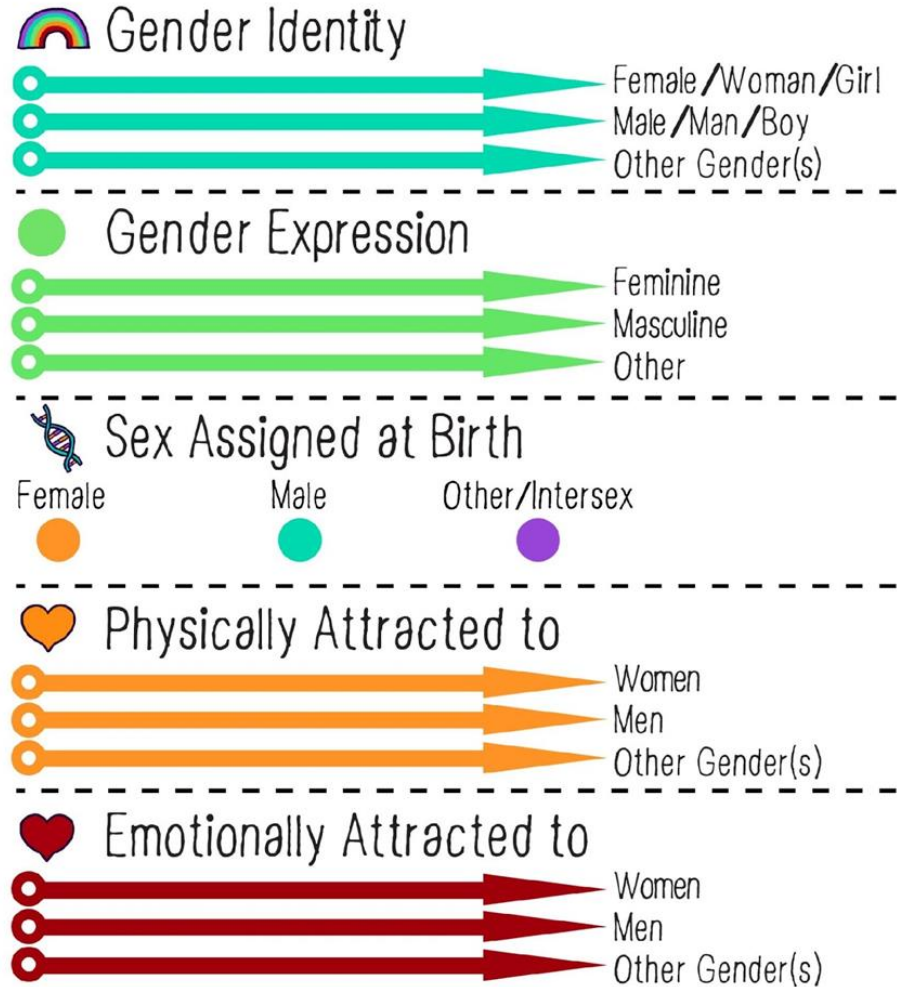 Gender Identity
Female/Woman/Girl
Male/Man/Boy
Other Gender(s)
Gender Expression
Feminine
Masculine
Other
Sex Assigned at Birth
Female Male Other/Intersex
Physically Attracted to
Women
Men
Other Gender(s)
Emotionally Attracted to
Women
Men
Other Gender(s)